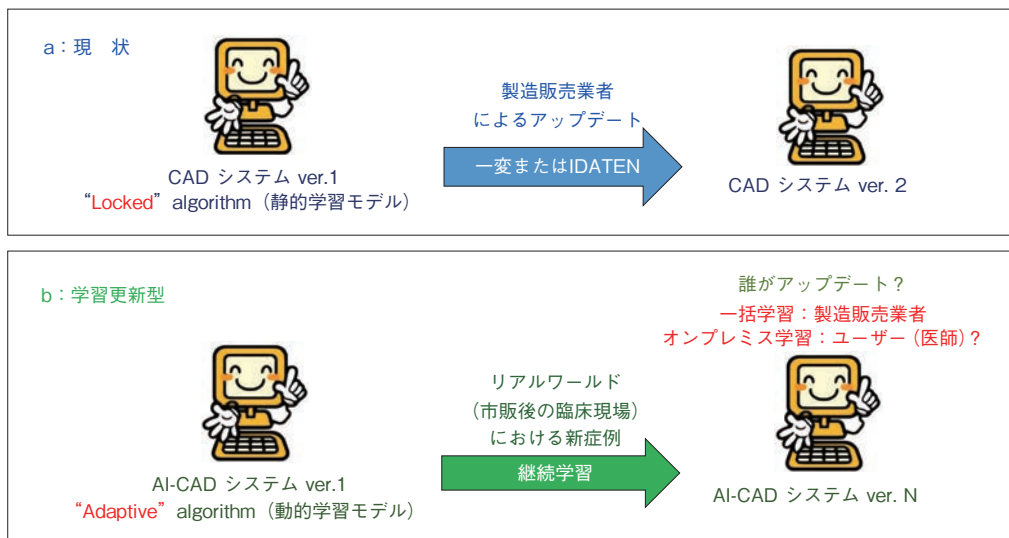 a：現　状
製造販売業者
によるアップデート
一変またはIDATEN
CAD システム ver.1
“Locked” algorithm（静的学習モデル）
CAD システム ver. 2
b：学習更新型
誰がアップデート？
一括学習：製造販売業者
オンプレミス学習：ユーザー（医師）？
リアルワールド
（市販後の臨床現場）
における新症例
継続学習
AI-CAD システム ver.1
“Adaptive” algorithm（動的学習モデル）
AI-CAD システム ver. N